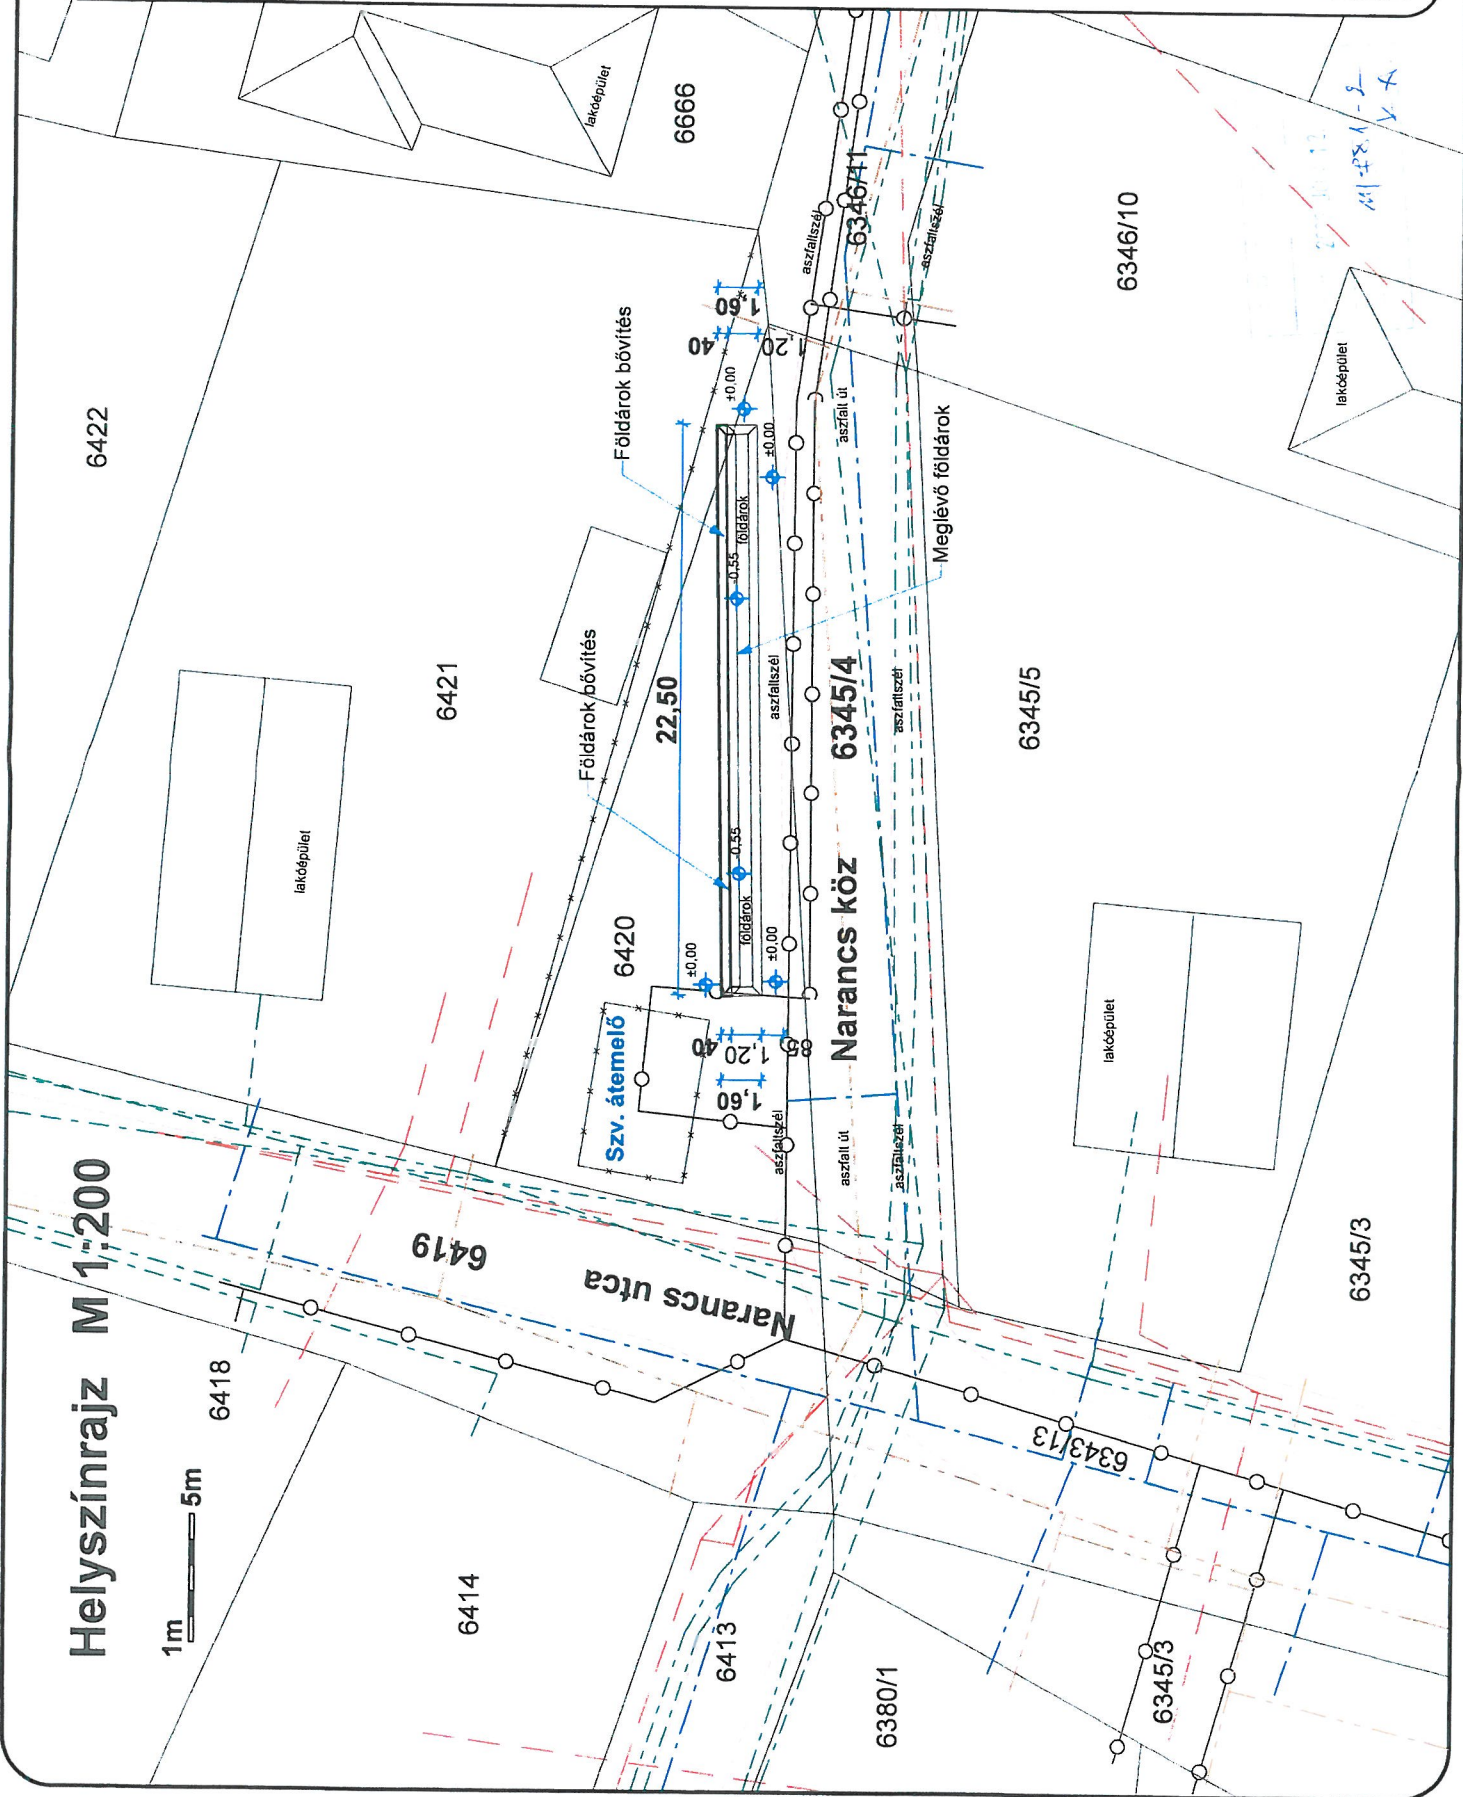 Helyszínrajz M 1:200
1m
5m
6422
6666
lakóépület
6421
lakóépület
Földárok bővítés
Földárok bővítés
22,50
1,60
40
1,20
±0,00
±0,00
földárok
-0,55
-0,55
földárok
±0,00
±0,00
Meglévő földárok
6420
Szv. átemelő
40
1,20
85
1,60
aszfaltszél
aszfaltszél
aszfaltszél
aszfaltszél
aszfaltszél
aszfaltszél
aszfalt út
aszfalt út
6346/11
6346/10
lakóépület
6345/4
Narancs köz
6345/5
lakóépület
6345/3
6419
Narancs utca
6418
6414
6413
6380/1
6343/13
6345/3